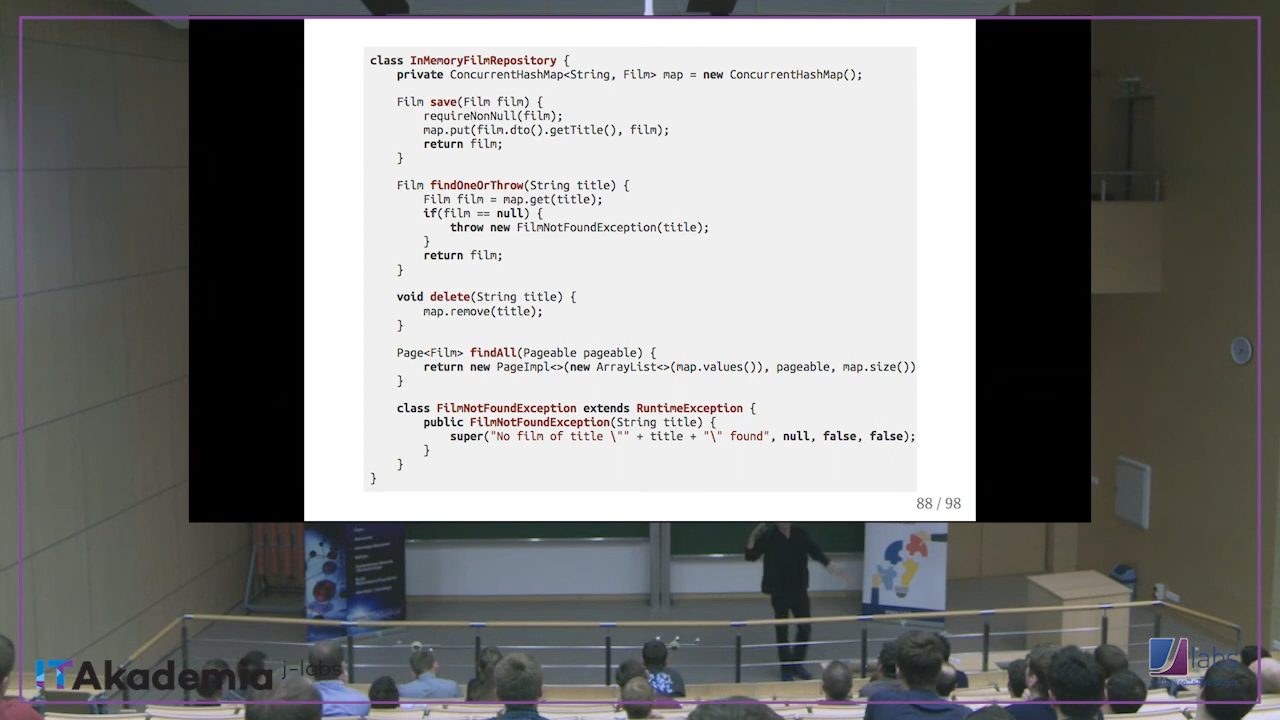 class InMemoryFilmRepository {
    private ConcurrentHashMap<String, Film> map = new ConcurrentHashMap();

    Film save(Film film) {
        requireNonNull(film);
        map.put(film.dto().getTitle(), film);
        return film;
    }

    Film findOneOrThrow(String title) {
        Film film = map.get(title);
        if(film == null) {
            throw new FilmNotFoundException(title);
        }
        return film;
    }

    void delete(String title) {
        map.remove(title);
    }

    Page<Film> findAll(Pageable pageable) {
        return new PageImpl<>(new ArrayList<>(map.values()), pageable, map.size())
    }

    class FilmNotFoundException extends RuntimeException {
        public FilmNotFoundException(String title) {
            super("No film of title \"" + title + "\" found", null, false, false);
        }
    }
}
88 / 98
ITAkademia j-labs
labs